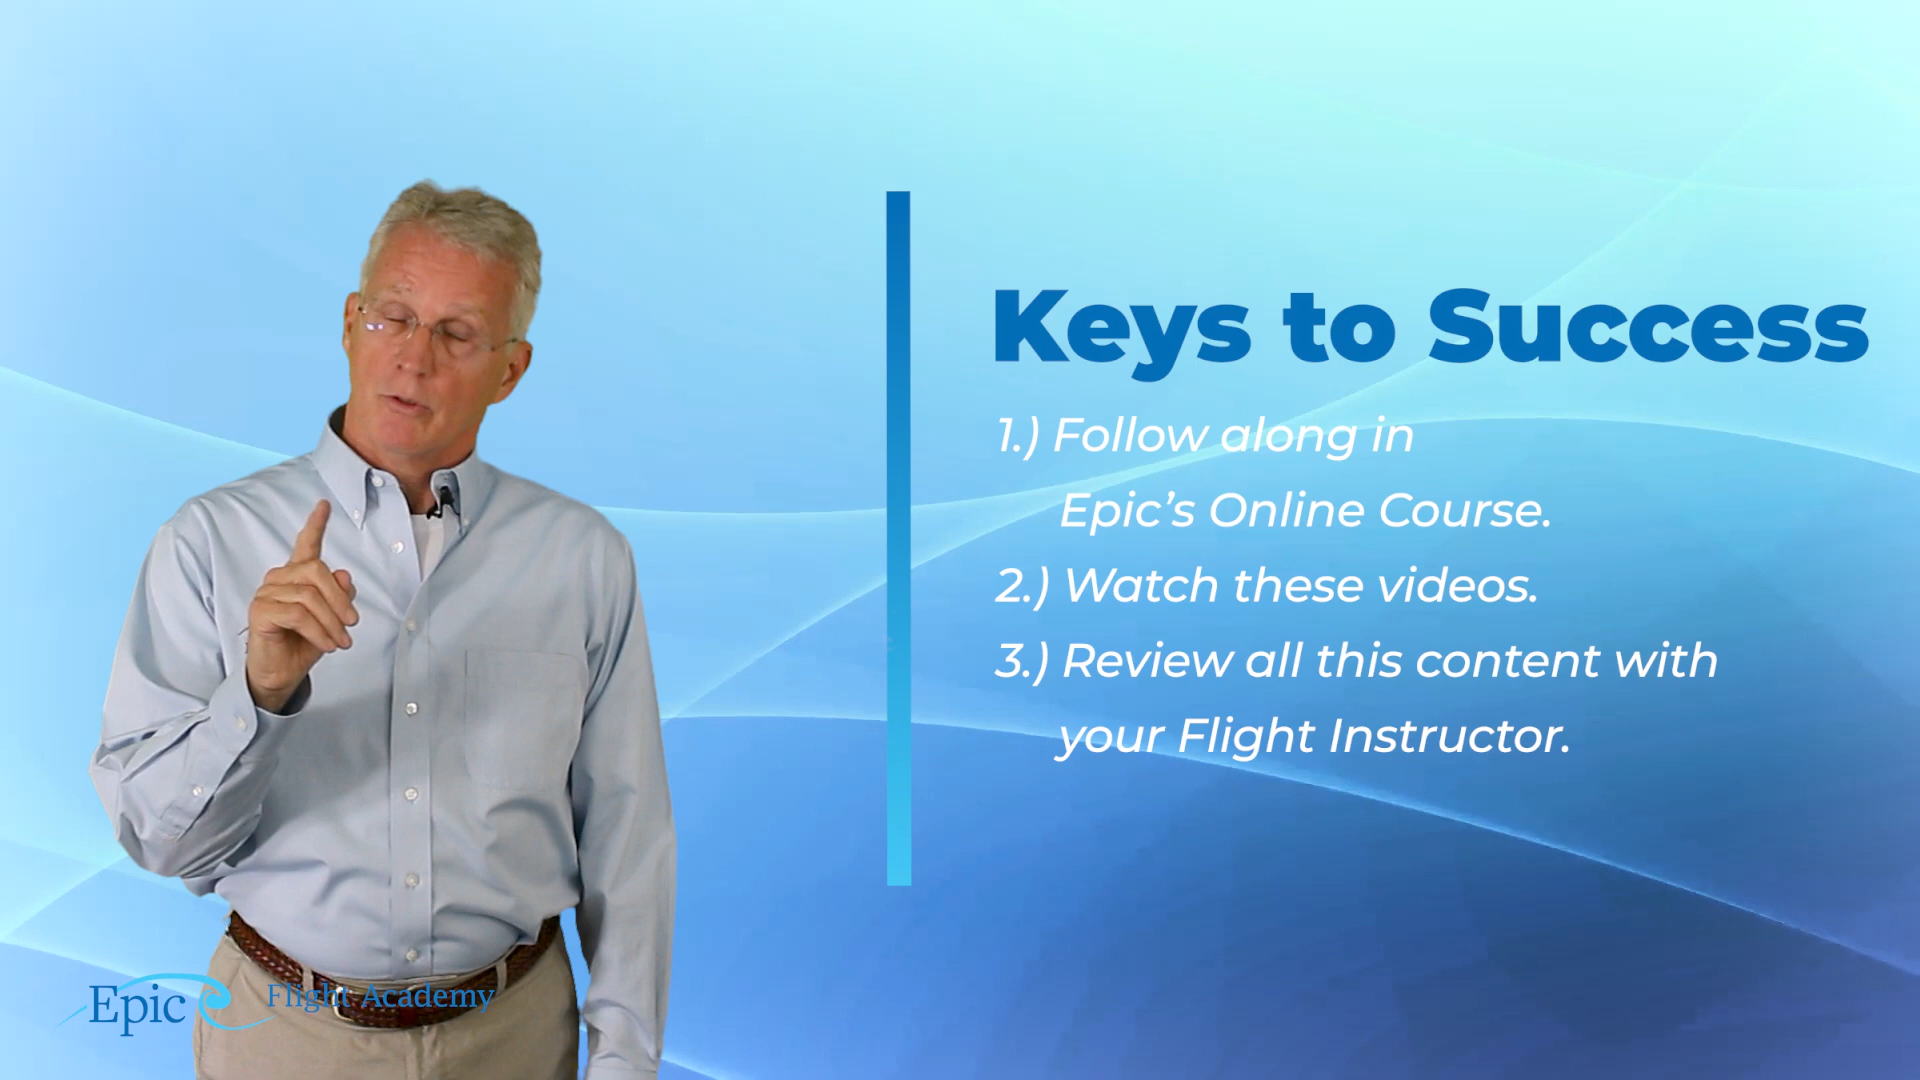 Keys to Success
1.) Follow along in
Epic’s Online Course.
2.) Watch these videos.
3.) Review all this content with
your Flight Instructor.
Epic Flight Academy